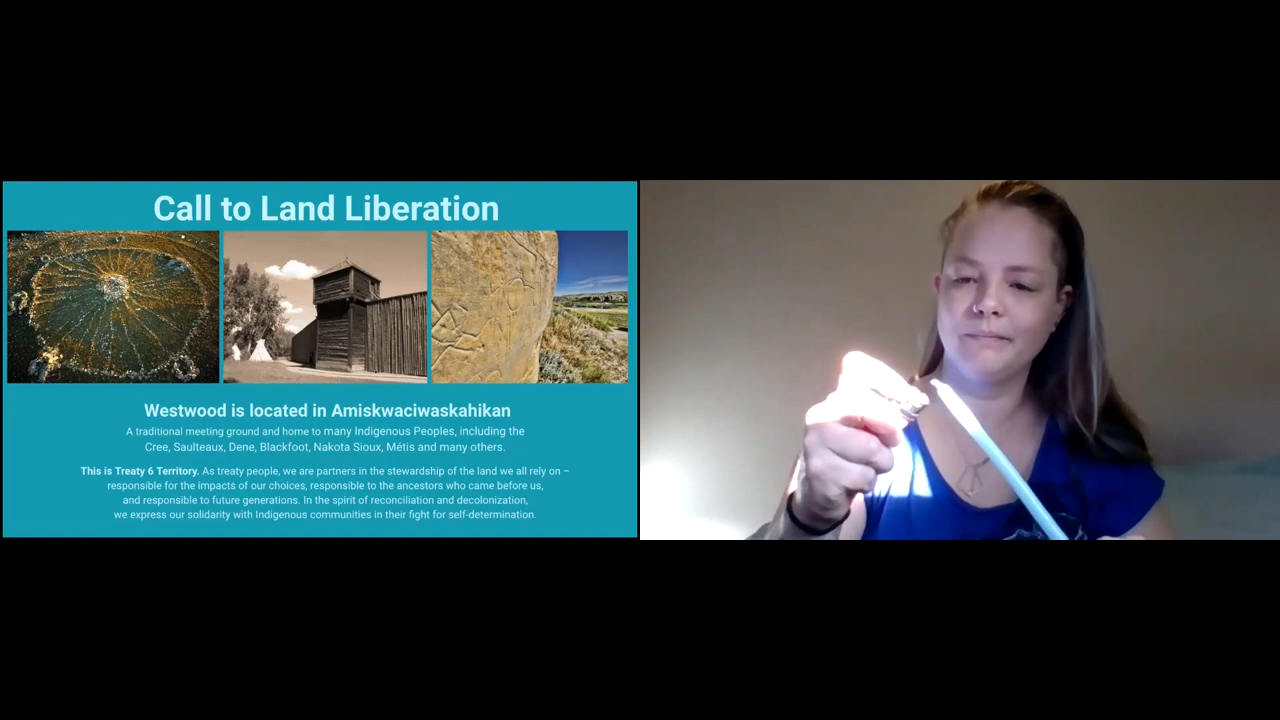 Call to Land Liberation
Westwood is located in Amiskwaciwaskahikan
A traditional meeting ground and home to many Indigenous Peoples, including the
Cree, Saulteaux, Dene, Blackfoot, Nakota Sioux, Métis and many others.
This is Treaty 6 Territory. As treaty people, we are partners in the stewardship of the land we all rely on –
responsible for the impacts of our choices, responsible to the ancestors who came before us,
and responsible to future generations. In the spirit of reconciliation and decolonization,
we express our solidarity with Indigenous communities in their fight for self-determination.